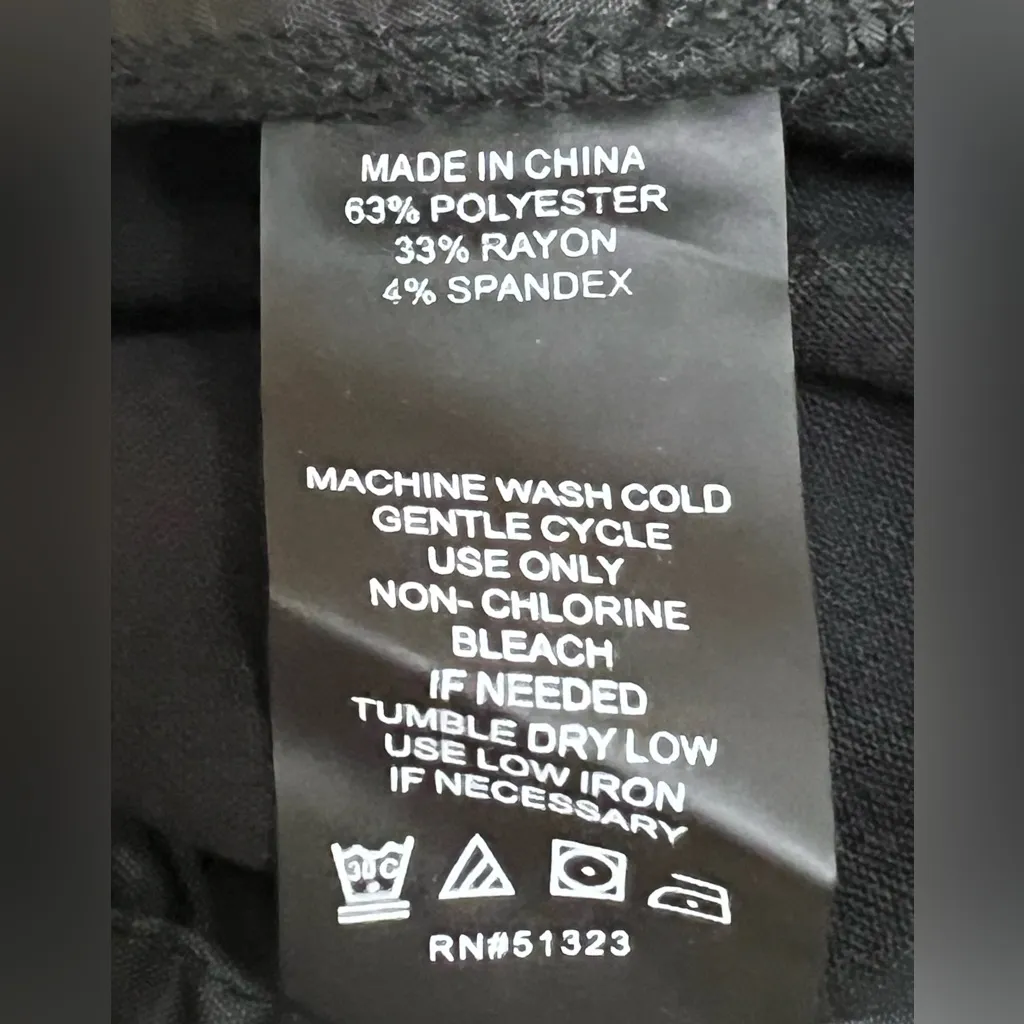 MADE IN CHINA
63% POLYESTER
33% RAYON
4% SPANDEX
MACHINE WASH COLD
GENTLE CYCLE
USE ONLY
NON- CHLORINE
BLEACH
IF NEEDED
TUMBLE DRY LOW
USE LOW IRON
IF NECESSARY
30°C
RN#51323